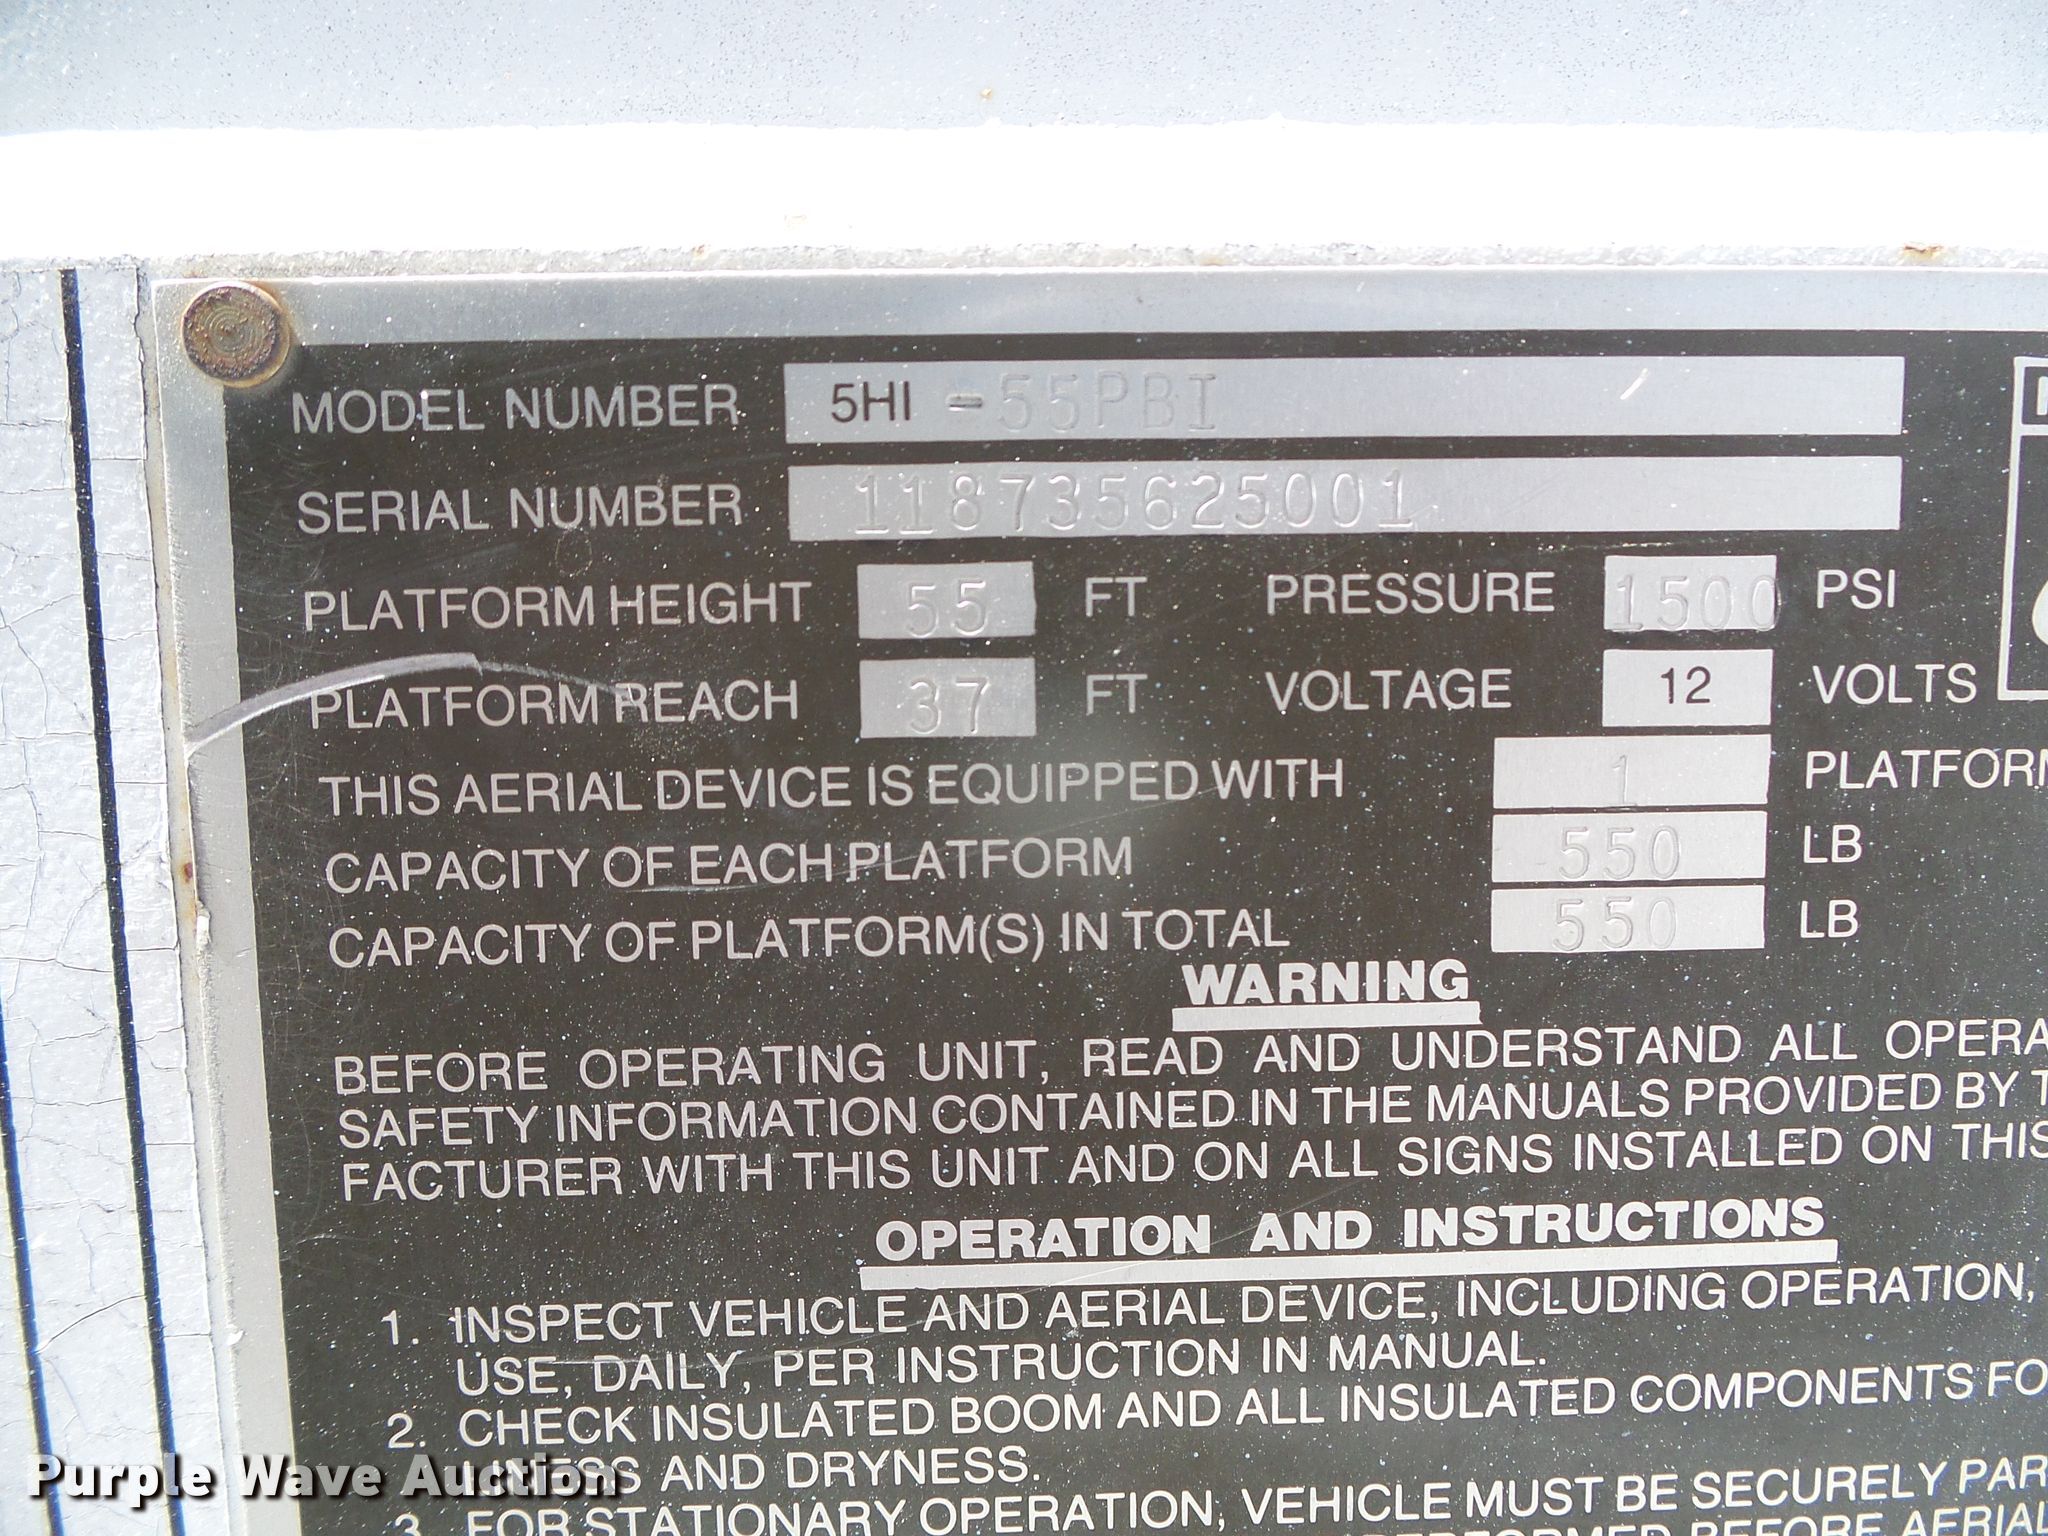 MODEL NUMBER 5HI -55PBI
SERIAL NUMBER 118735625001
PLATFORM HEIGHT 55 FT PRESSURE 1500 PSI
PLATFORM REACH 37 FT VOLTAGE 12 VOLTS
THIS AERIAL DEVICE IS EQUIPPED WITH 1 PLATFORM
CAPACITY OF EACH PLATFORM 550 LB
CAPACITY OF PLATFORM(S) IN TOTAL 550 LB
WARNING
BEFORE OPERATING UNIT, READ AND UNDERSTAND ALL OPERA
SAFETY INFORMATION CONTAINED IN THE MANUALS PROVIDED BY T
FACTURER WITH THIS UNIT AND ON ALL SIGNS INSTALLED ON THIS
OPERATION AND INSTRUCTIONS
1. INSPECT VEHICLE AND AERIAL DEVICE, INCLUDING OPERATION,
USE, DAILY, PER INSTRUCTION IN MANUAL.
2. CHECK INSULATED BOOM AND ALL INSULATED COMPONENTS FO
LINESS AND DRYNESS.
3. FOR STATIONARY OPERATION, VEHICLE MUST BE SECURELY PAR
BEFORE AERIAL
Purple Wave Auction